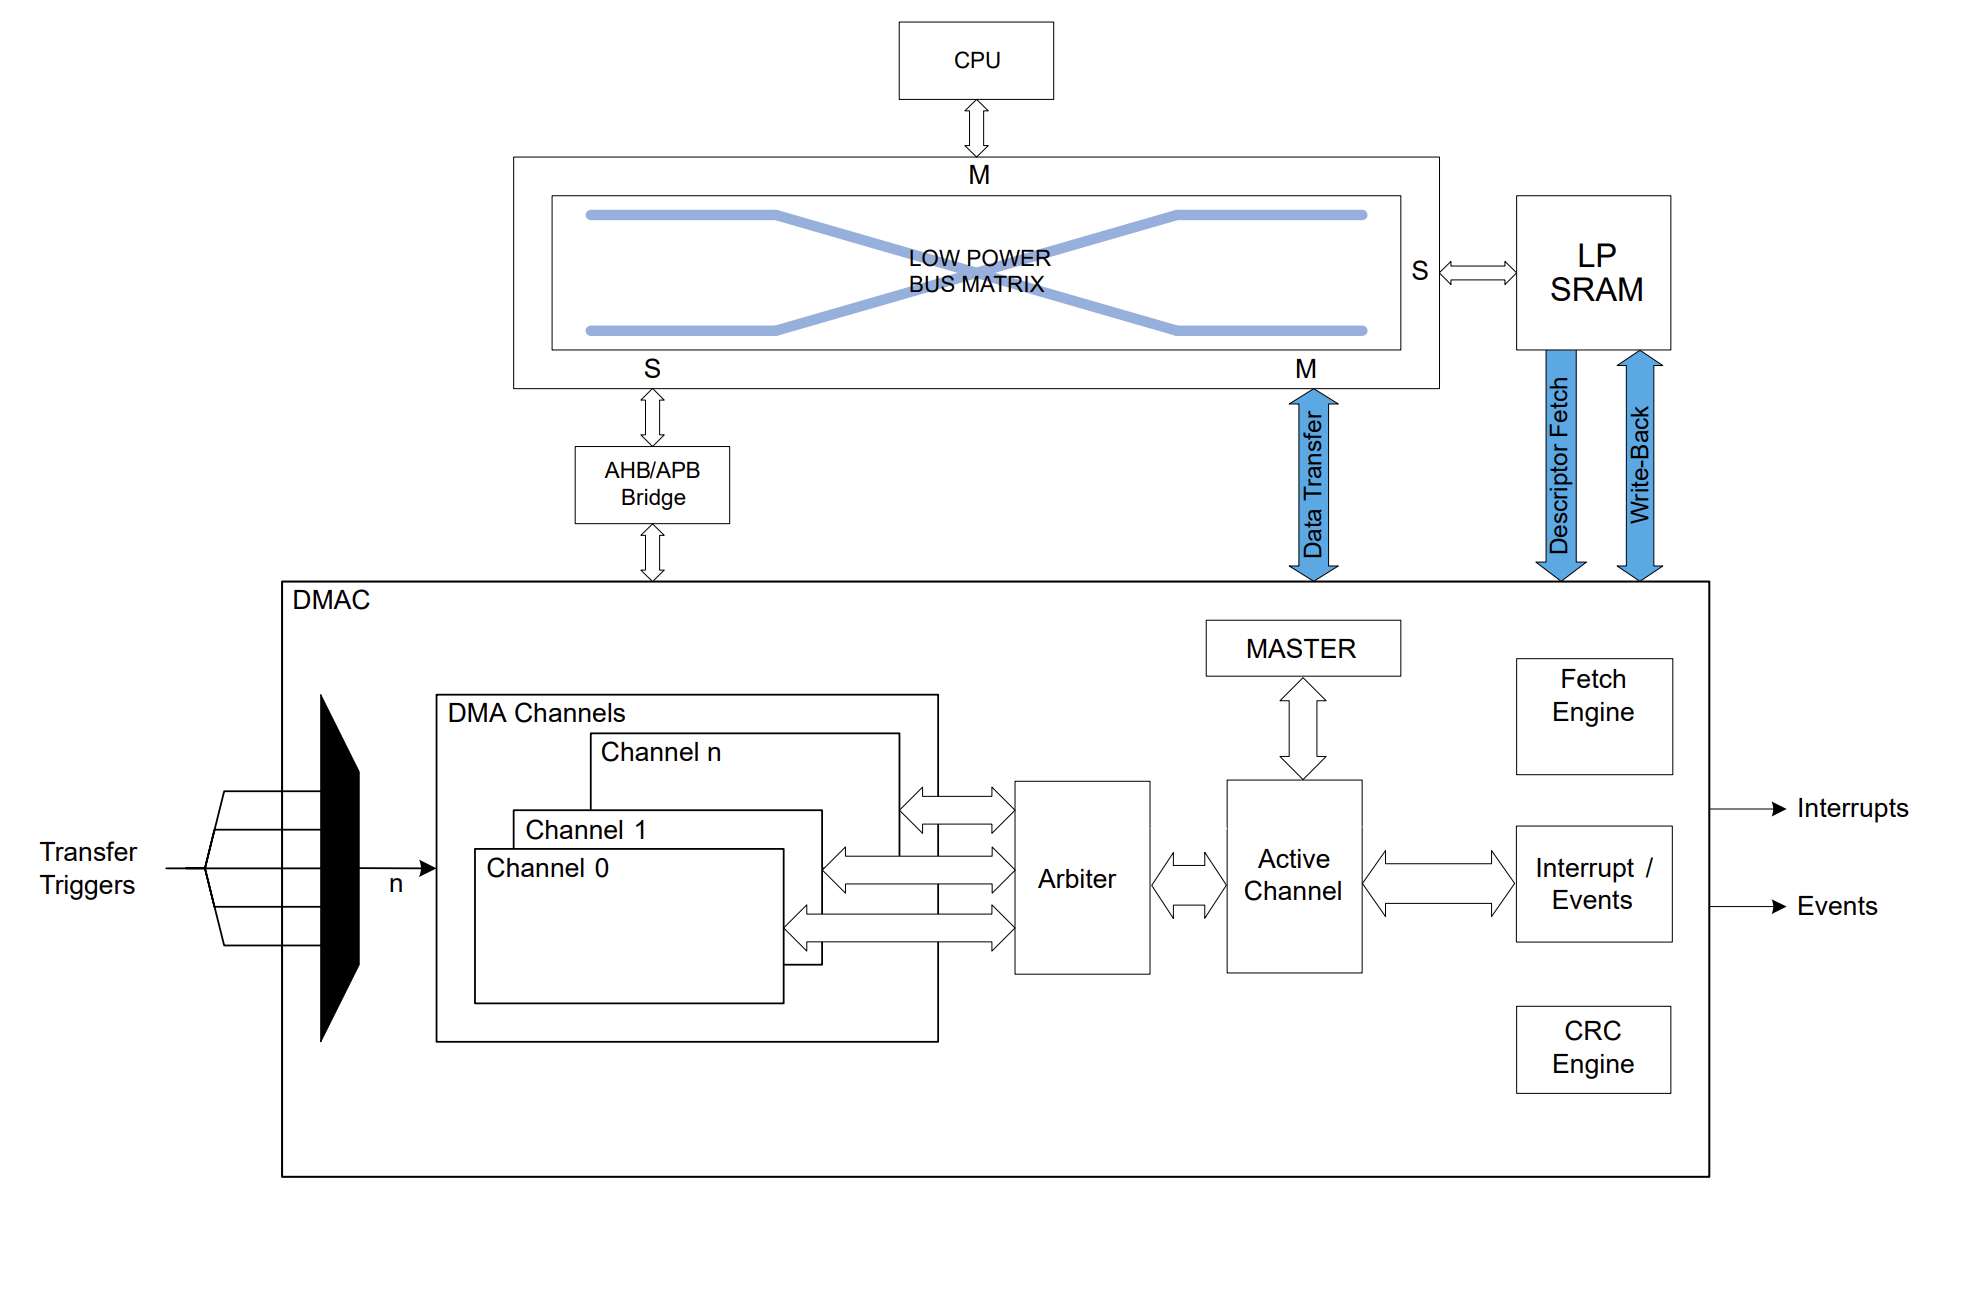 CPU
M
LOW POWER
BUS MATRIX
S
LP
SRAM
S
M
AHB/APB
Bridge
Data Transfer
Descriptor Fetch
Write-Back
DMAC
MASTER
Fetch
Engine
DMA Channels
Channel n
Channel 1
Channel 0
Transfer
Triggers
n
Arbiter
Active
Channel
Interrupt /
Events
Interrupts
Events
CRC
Engine